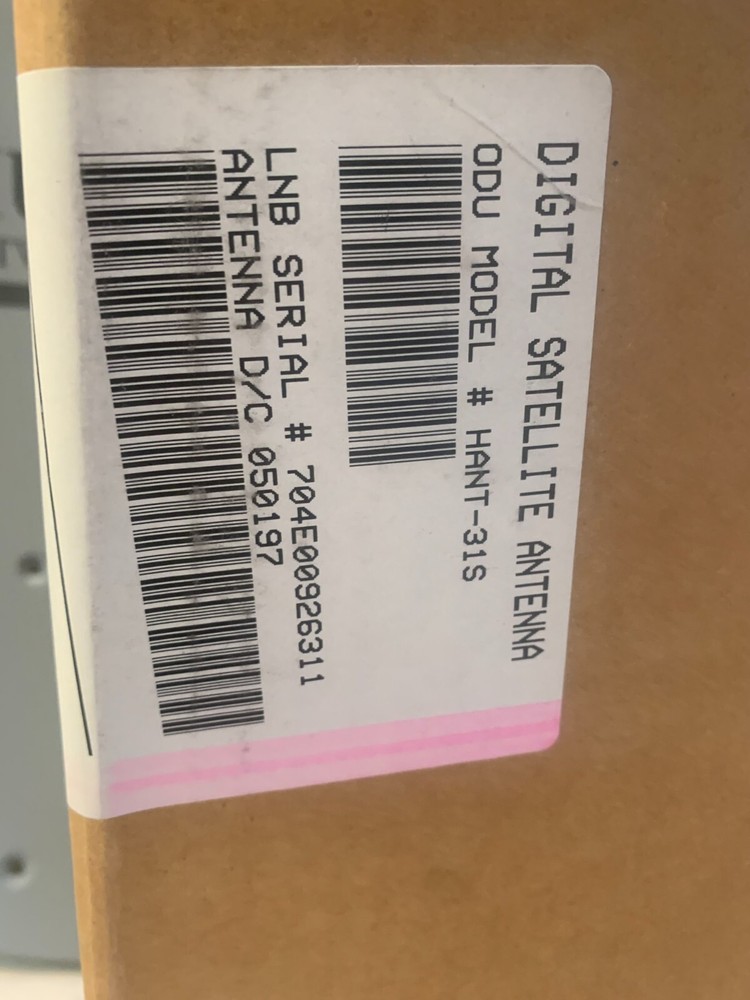 DIGITAL SATELLITE ANTENNA
ODU MODEL # HANT-31S
LNB SERIAL # 704E00926311
ANTENNA D/C 050197